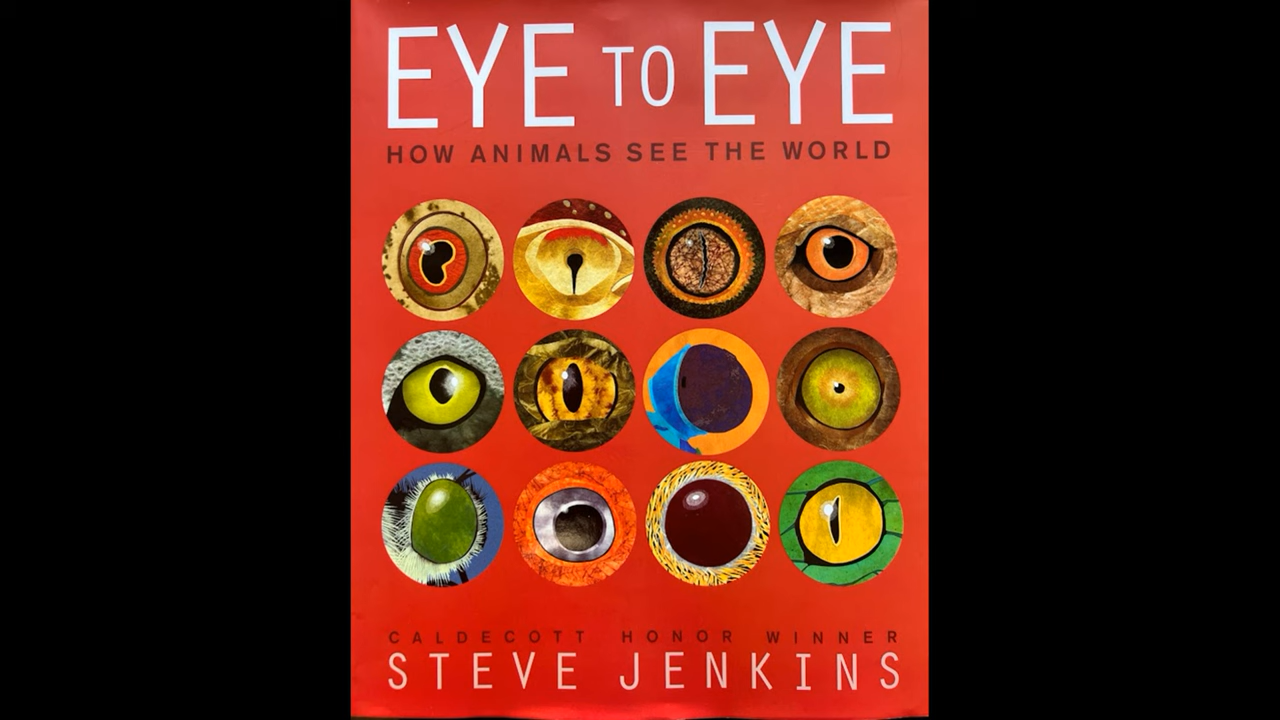 EYE TO EYE
HOW ANIMALS SEE THE WORLD
CALDECOTT HONOR WINNER
STEVE JENKINS